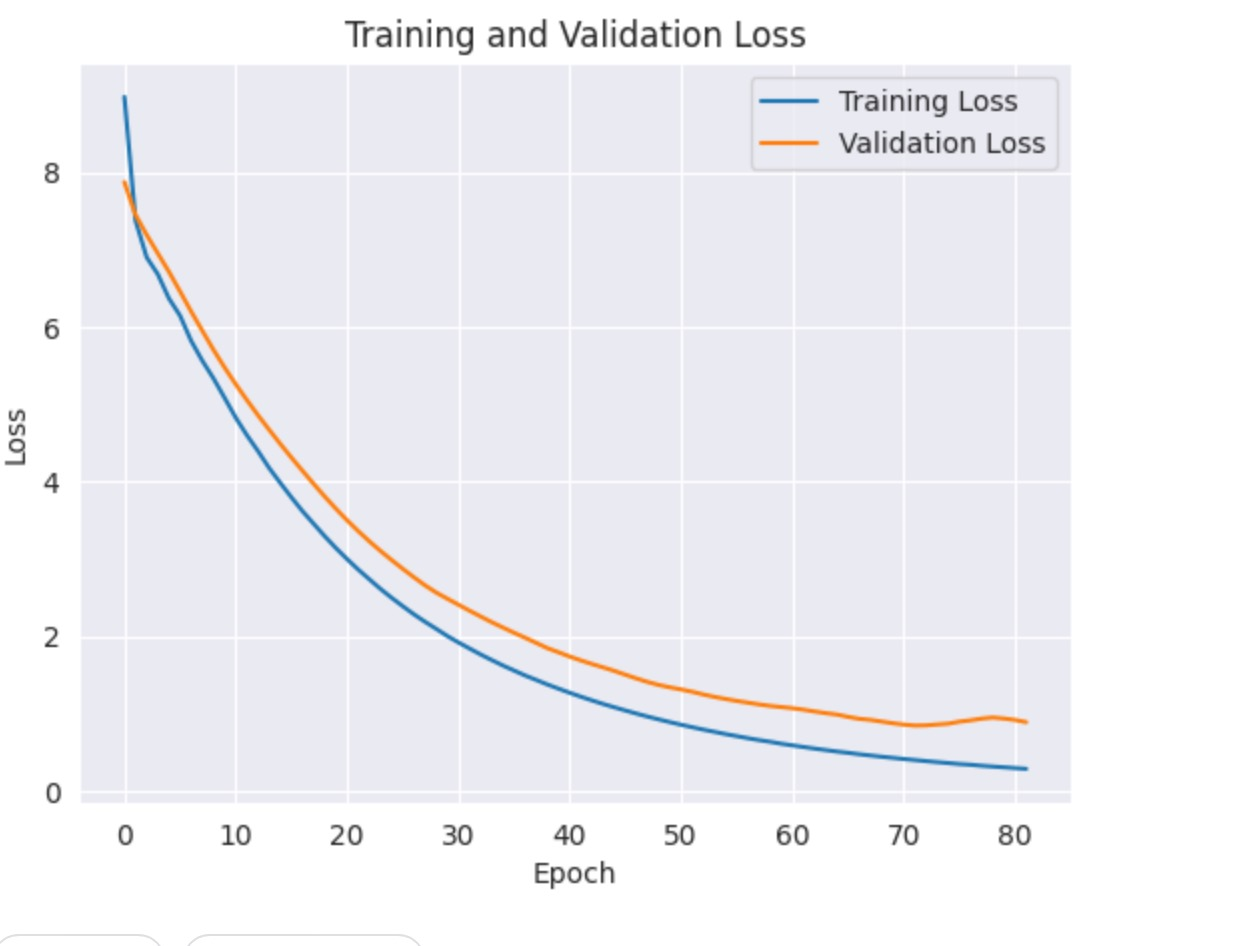 Training and Validation Loss
Training Loss
Validation Loss
8
6
4
2
0
Loss
0 10 20 30 40 50 60 70 80
Epoch